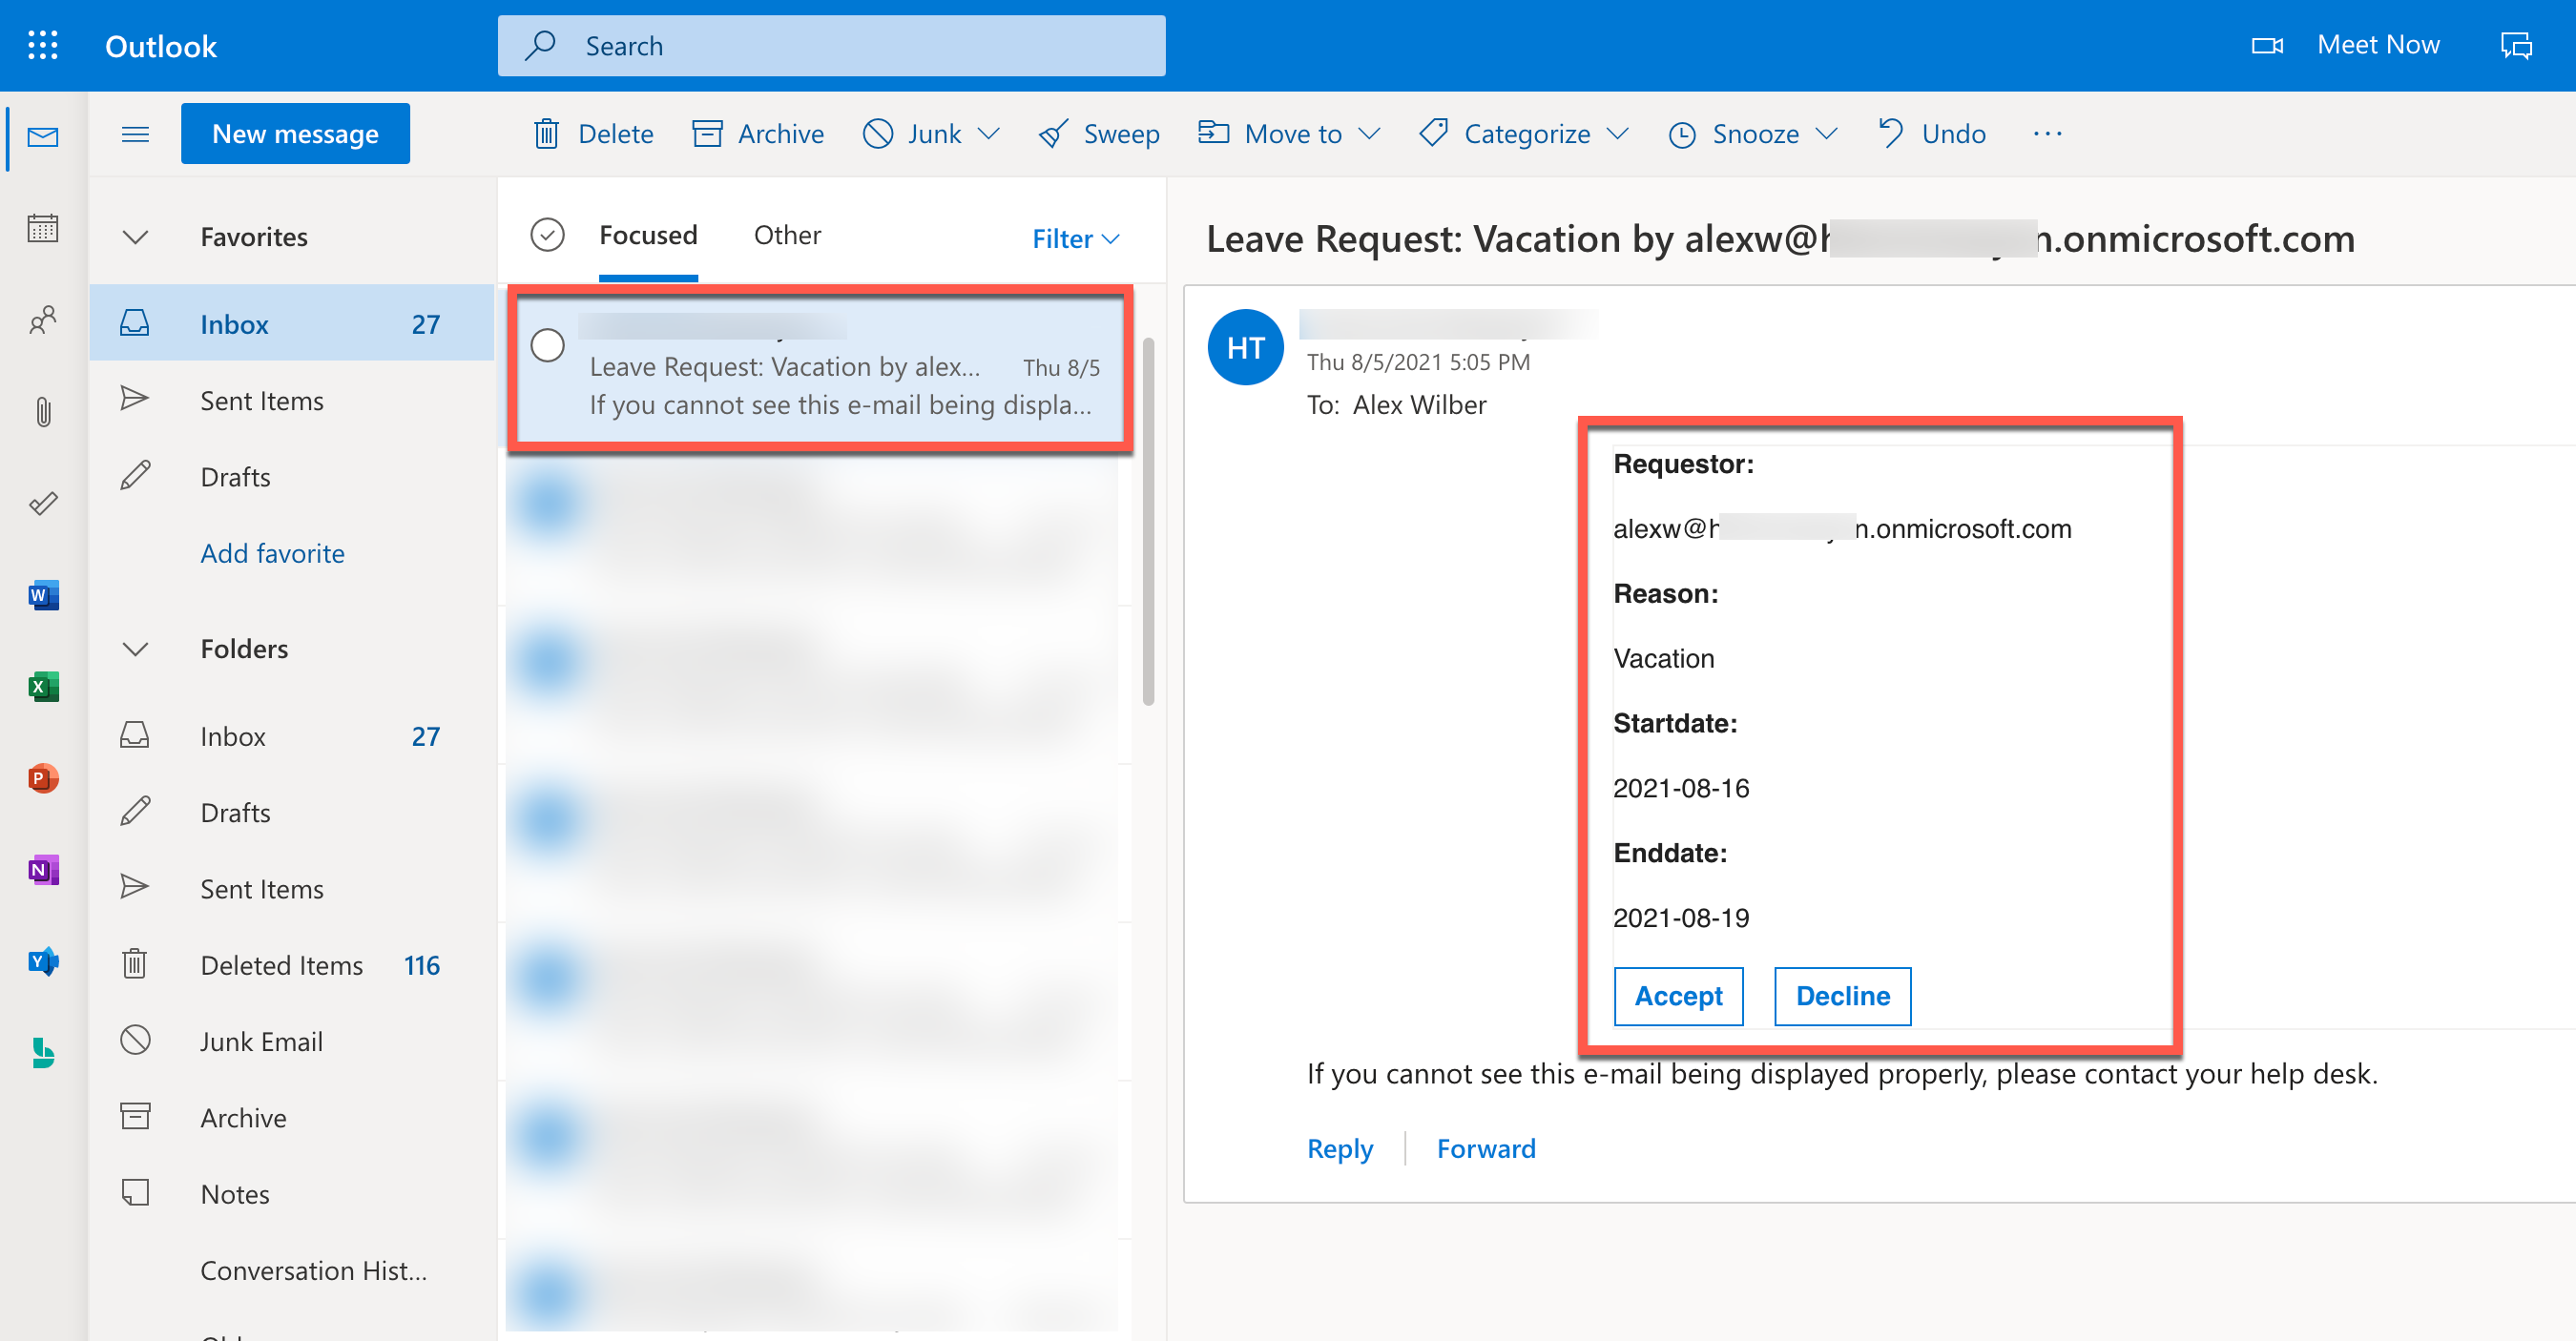 Outlook
Search
Meet Now
New message
Delete
Archive
Junk
Sweep
Move to
Categorize
Snooze
Undo
Favorites
Inbox 27
Sent Items
Drafts
Add favorite
Folders
Inbox 27
Drafts
Sent Items
Deleted Items 116
Junk Email
Archive
Notes
Conversation Hist...
Focused Other Filter
Leave Request: Vacation by alex... Thu 8/5
If you cannot see this e-mail being displa...
Leave Request: Vacation by alexw@h n.onmicrosoft.com
HT
Thu 8/5/2021 5:05 PM
To: Alex Wilber
Requestor:
alexw@h n.onmicrosoft.com
Reason:
Vacation
Startdate:
2021-08-16
Enddate:
2021-08-19
Accept Decline
If you cannot see this e-mail being displayed properly, please contact your help desk.
Reply Forward
W
X
P
N
Y